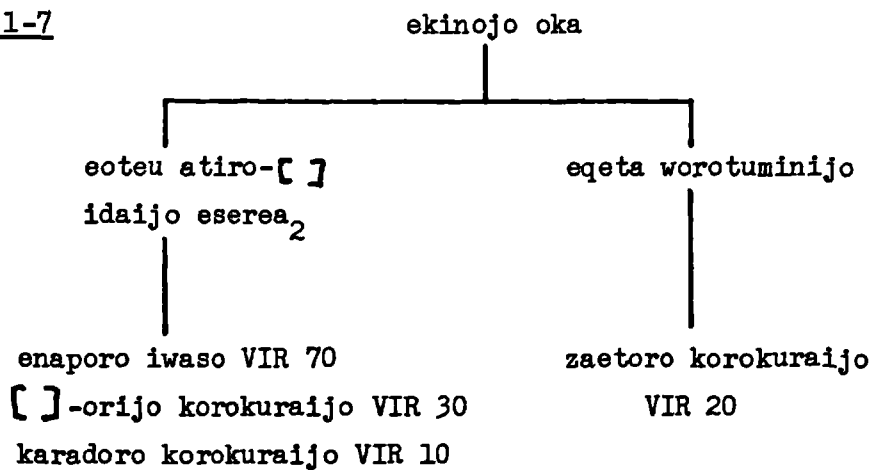 1-7
ekinojo oka
eoteu atiro-[ ]
idaijo eserea₂
eqeta worotuminijo
enaporo iwaso VIR 70
[ ]-orijo korokuraijo VIR 30
karadoro korokuraijo VIR 10
zaetoro korokuraijo
VIR 20